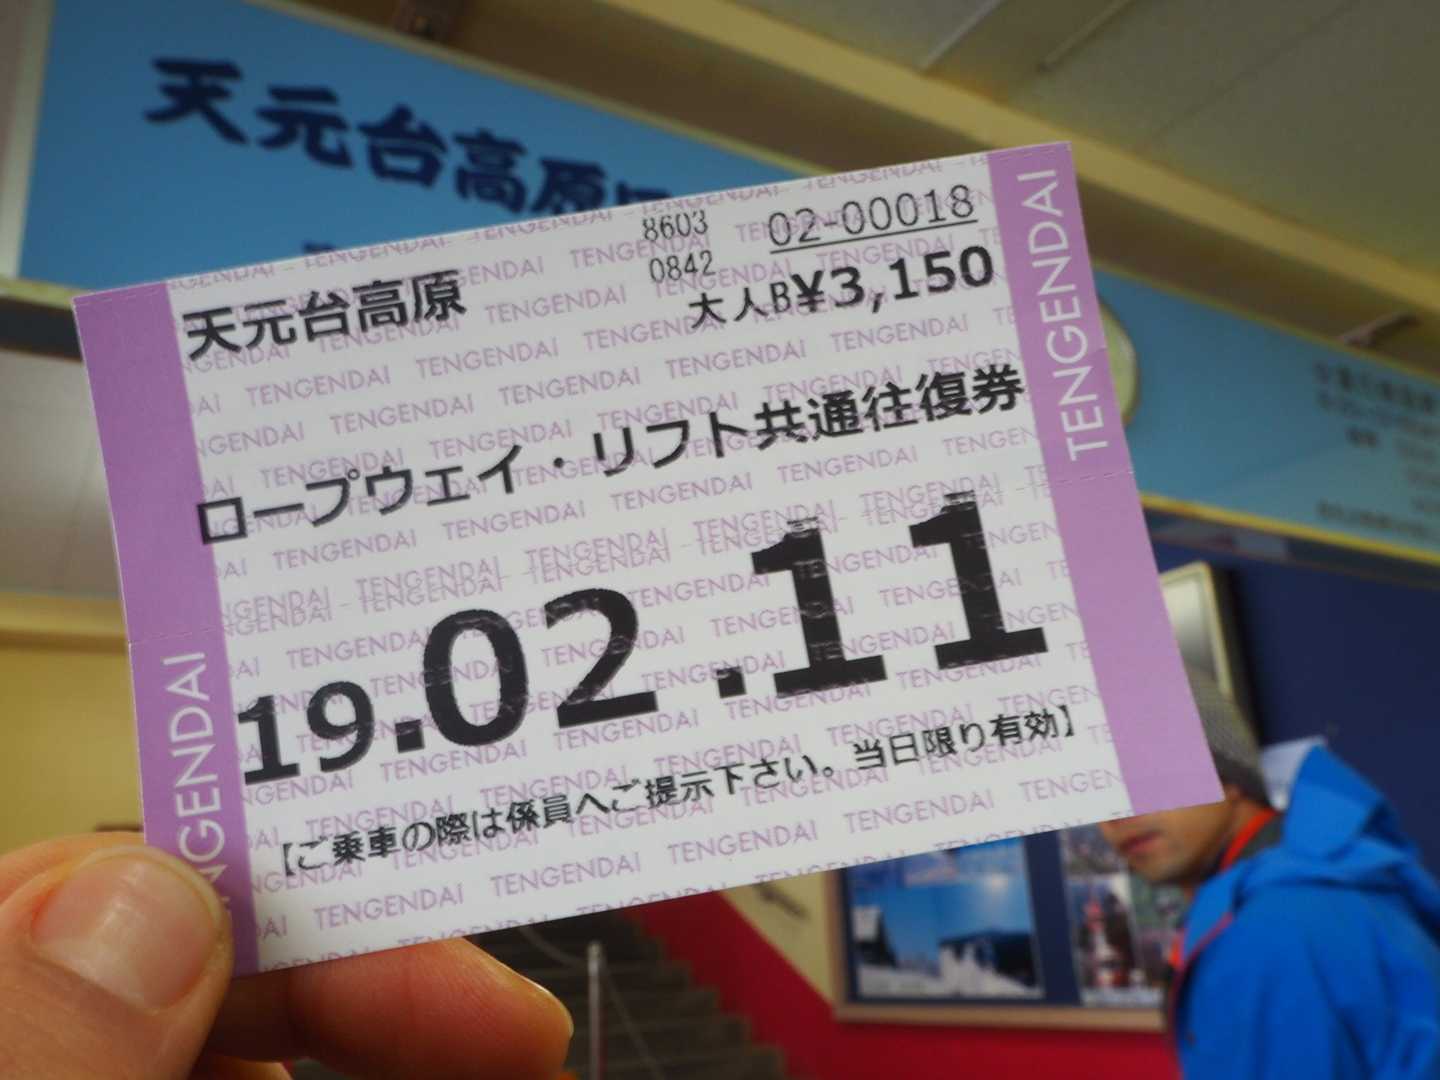 天元台高原
8603
0842
02-00018
天元台高原
大人B¥3,150
ロープウェイ・リフト共通往復券
19.02.11
【ご乗車の際は係員へご提示下さい。当日限り有効】
TENGENDAI
TENGENDAI